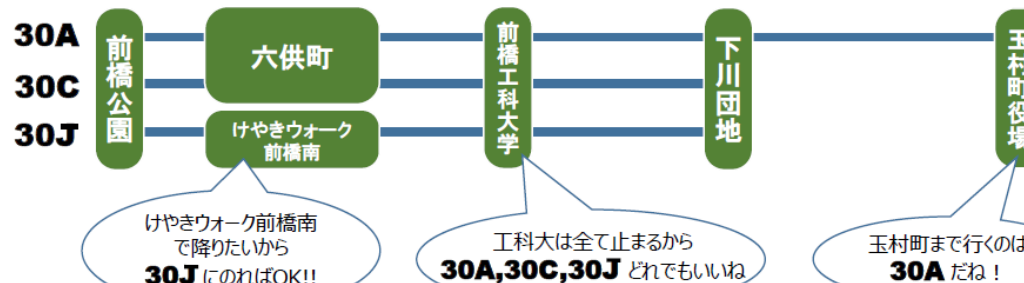 30A
30C
30J
前橋公園
六供町
けやきウォーク
前橋南
前橋工科大学
下川団地
玉村町役場
けやきウォーク前橋南
で降りたいから
30J にのればOK!!
工科大は全て止まるから
30A,30C,30J どれでもいいね
玉村町まで行くのは
30A だね！